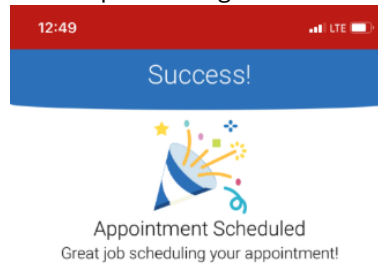 12:49 LTE
Success!
Appointment Scheduled
Great job scheduling your appointment!